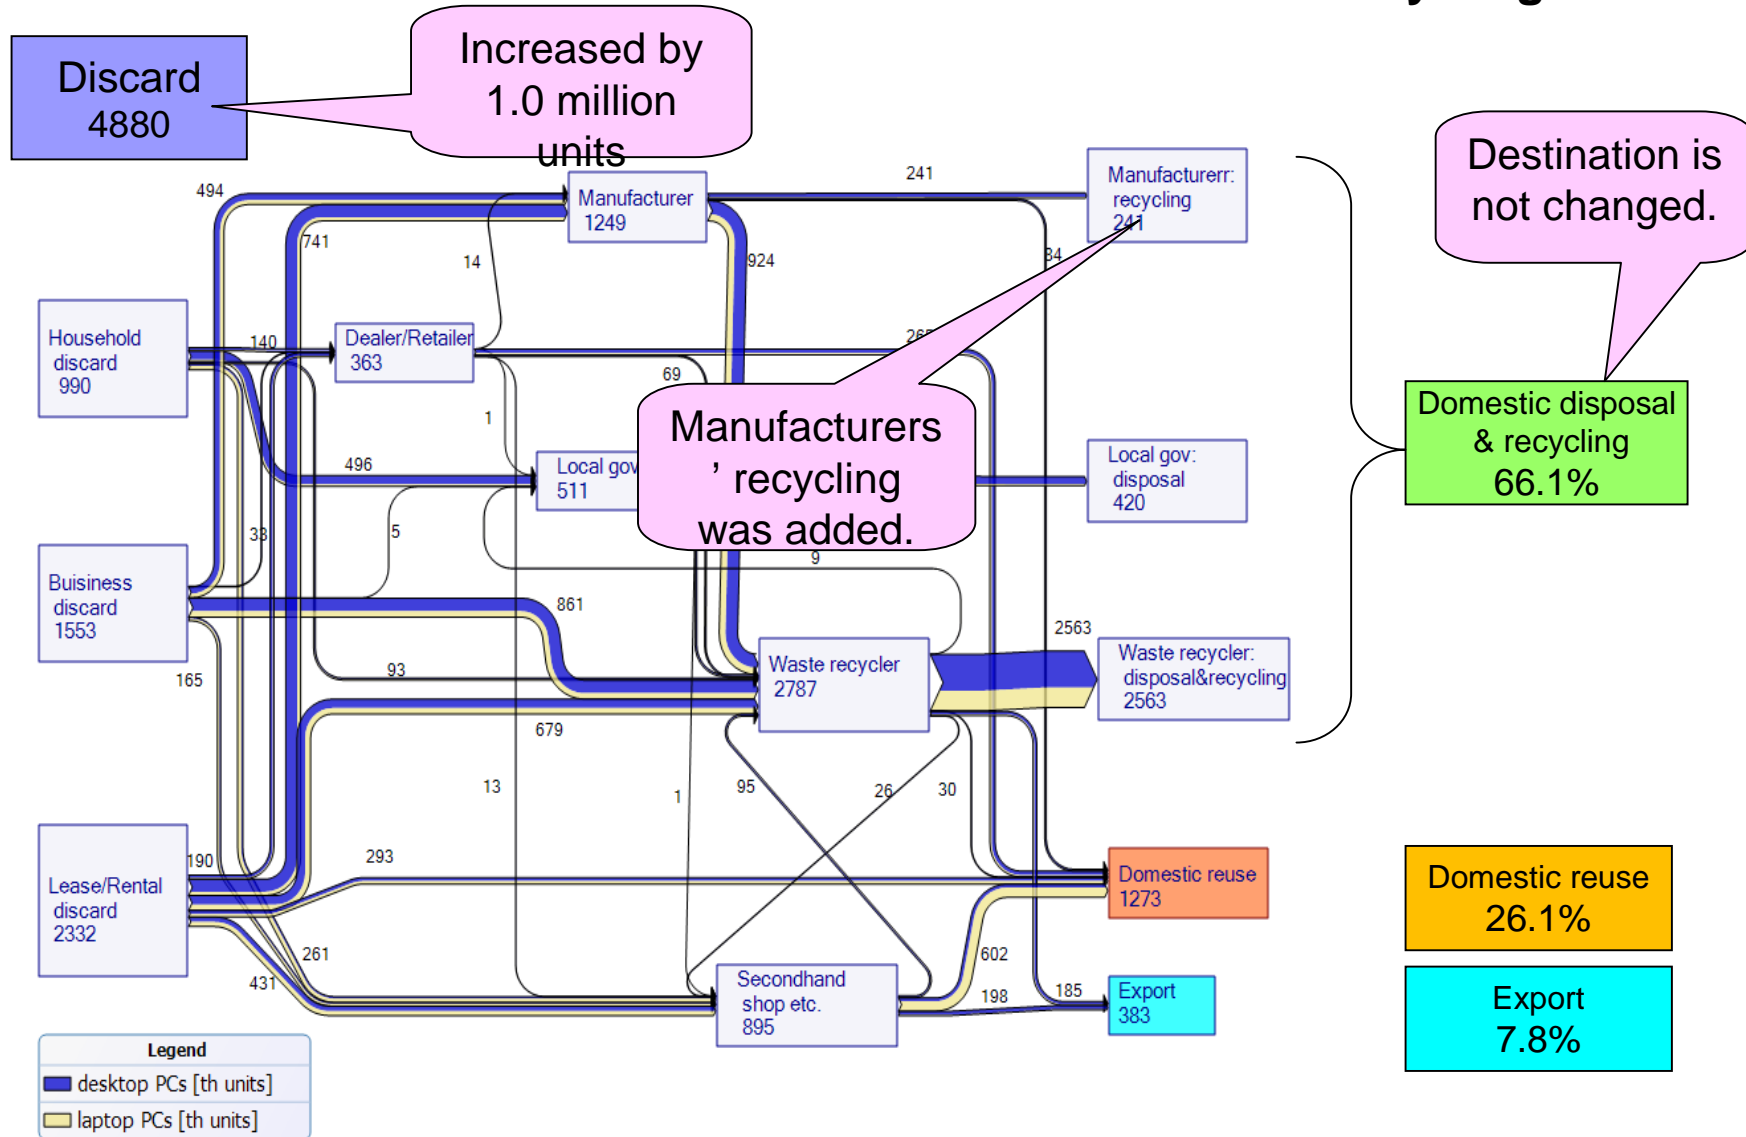 Discard
4880
Increased by
1.0 million
units
Destination is
not changed.
494
Manufacturer
1249
241
Manufacturerr:
recycling
241
741
14
924
84
Household
discard
990
140
Dealer/Retailer
363
69
1
Manufacturers
’ recycling
was added.
Domestic disposal
& recycling
66.1%
496
Local gov
511
Local gov:
disposal
420
33
5
9
Buisiness
discard
1553
861
2563
Waste recycler
2787
Waste recycler:
disposal&recycling
2563
165
93
679
13
1
95
26
30
190
293
Lease/Rental
discard
2332
Domestic reuse
1273
Domestic reuse
26.1%
261
431
602
Secondhand
shop etc.
895
198
185
Export
383
Export
7.8%
Legend
desktop PCs [th units]
laptop PCs [th units]